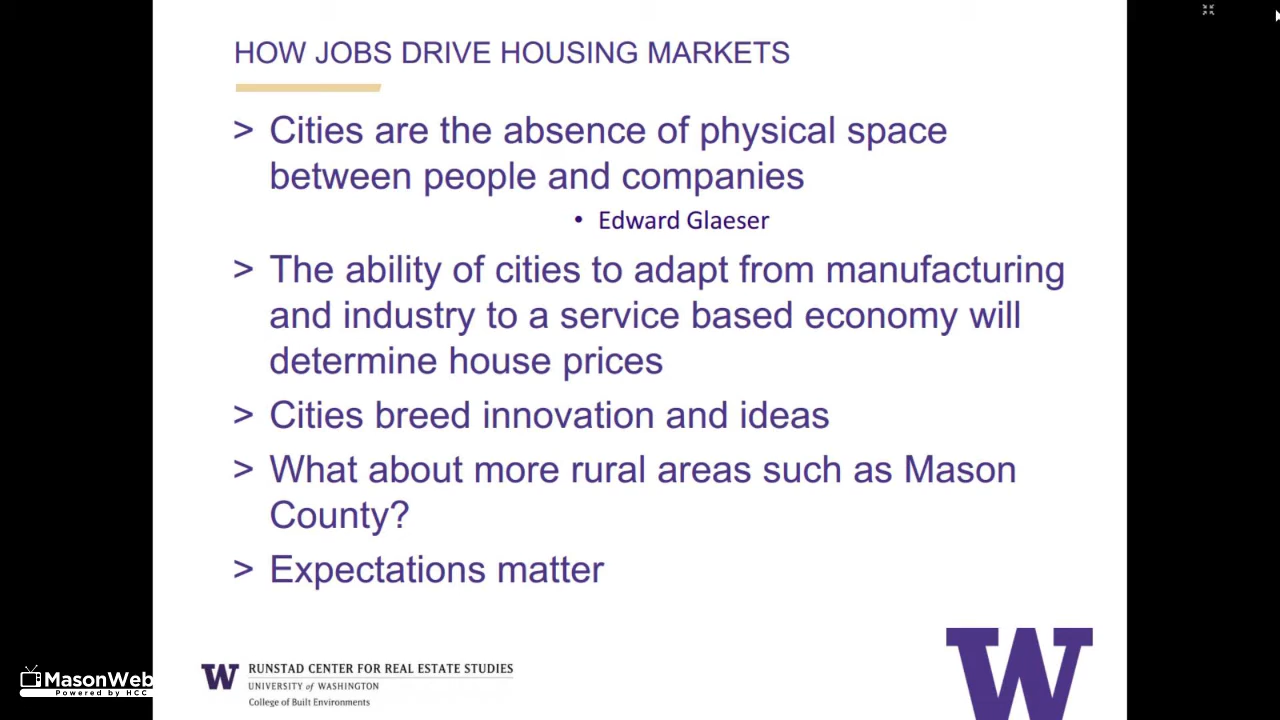 HOW JOBS DRIVE HOUSING MARKETS
> Cities are the absence of physical space
between people and companies
• Edward Glaeser
> The ability of cities to adapt from manufacturing
and industry to a service based economy will
determine house prices
> Cities breed innovation and ideas
> What about more rural areas such as Mason
County?
> Expectations matter
W
RUNSTAD CENTER FOR REAL ESTATE STUDIES
UNIVERSITY of WASHINGTON
College of Built Environments
W
MasonWeb
Powered by HCC